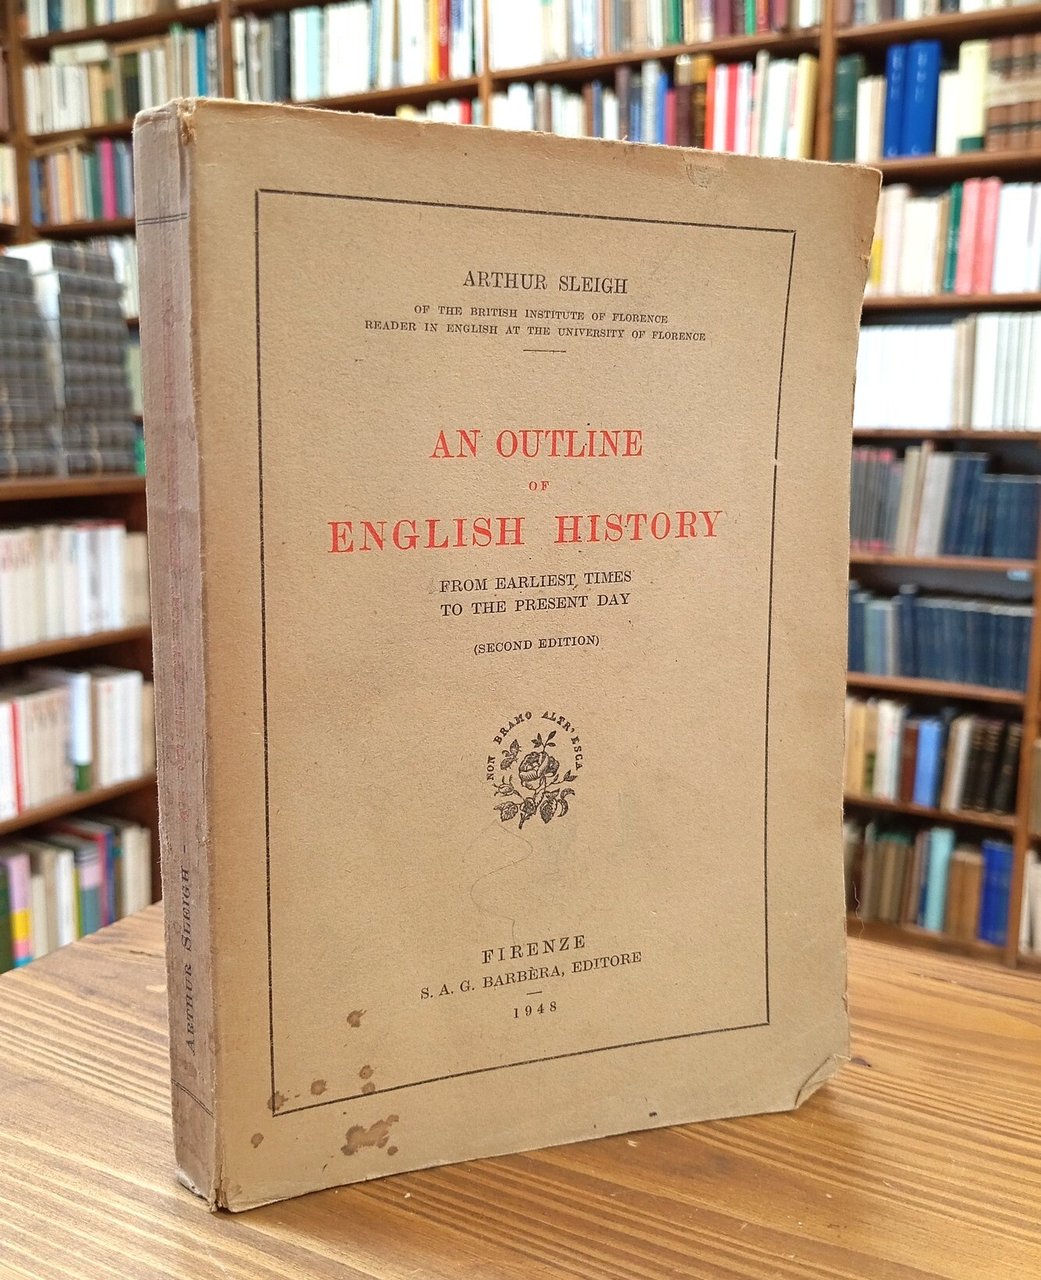 ARTHUR SLEIGH
OF THE BRITISH INSTITUTE OF FLORENCE
READER IN ENGLISH AT THE UNIVERSITY OF FLORENCE
AN OUTLINE
OF
ENGLISH HISTORY
FROM EARLIEST TIMES
TO THE PRESENT DAY
(SECOND EDITION)
NON BRAMO ALTR' ESCA
FIRENZE
S. A. G. BARBÈRA, EDITORE
1948
ARTHUR SLEIGH -